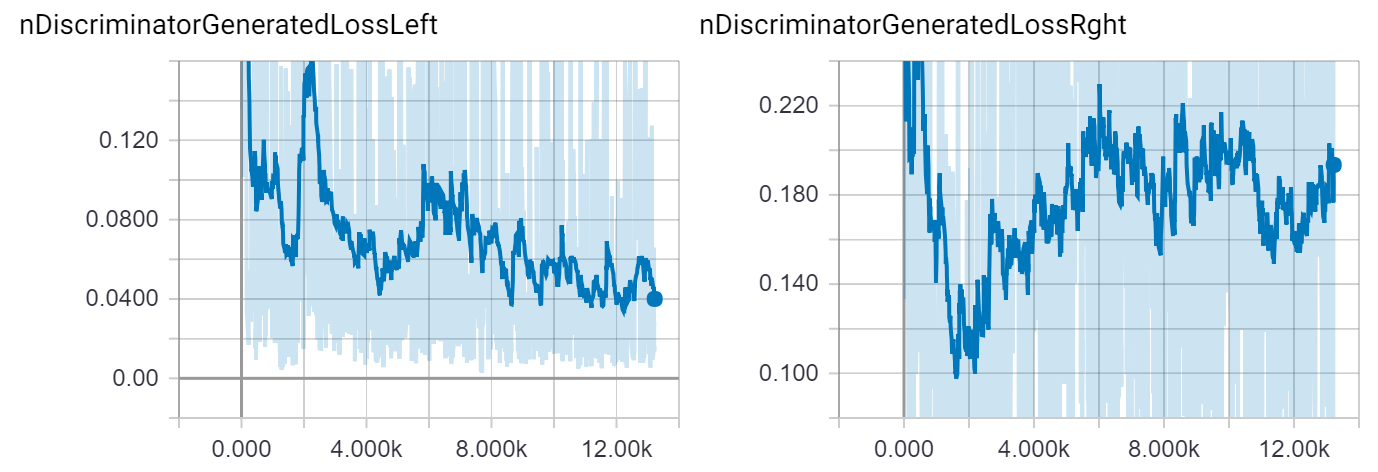 nDiscriminatorGeneratedLossLeft
0.120
0.0800
0.0400
0.00
0.000 4.000k 8.000k 12.00k
nDiscriminatorGeneratedLossRght
0.220
0.180
0.140
0.100
0.000 4.000k 8.000k 12.00k